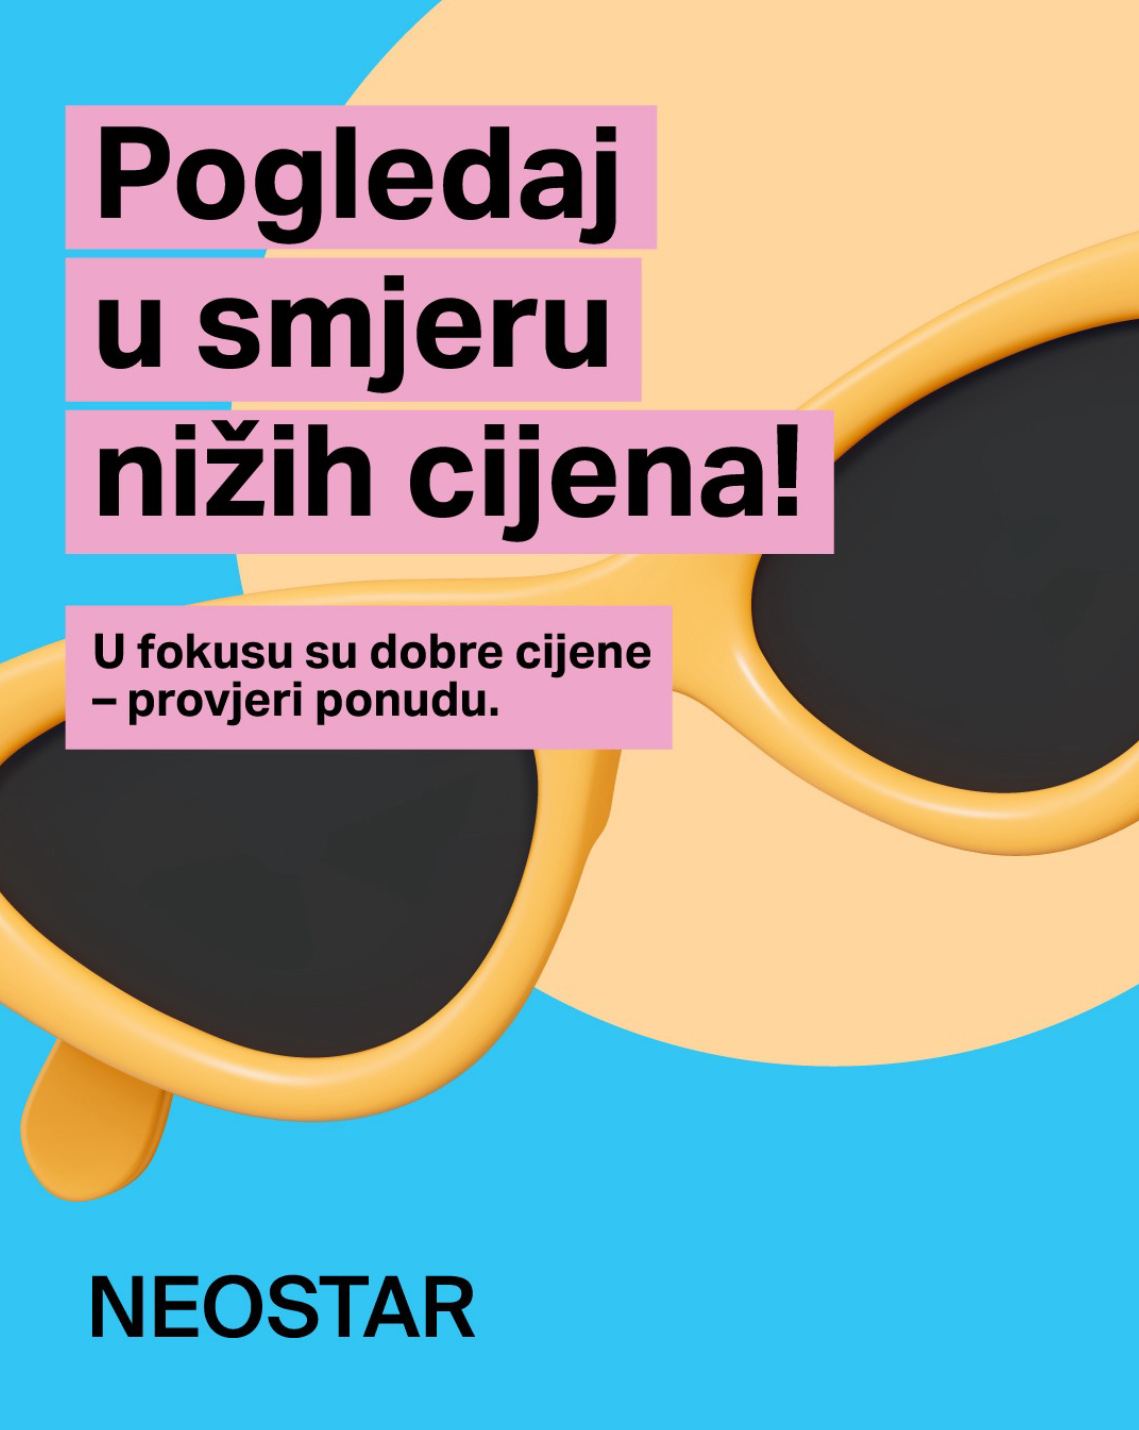 Pogledaj
u smjeru
nižih cijena!
U fokusu su dobre cijene
– provjeri ponudu.
NEOSTAR